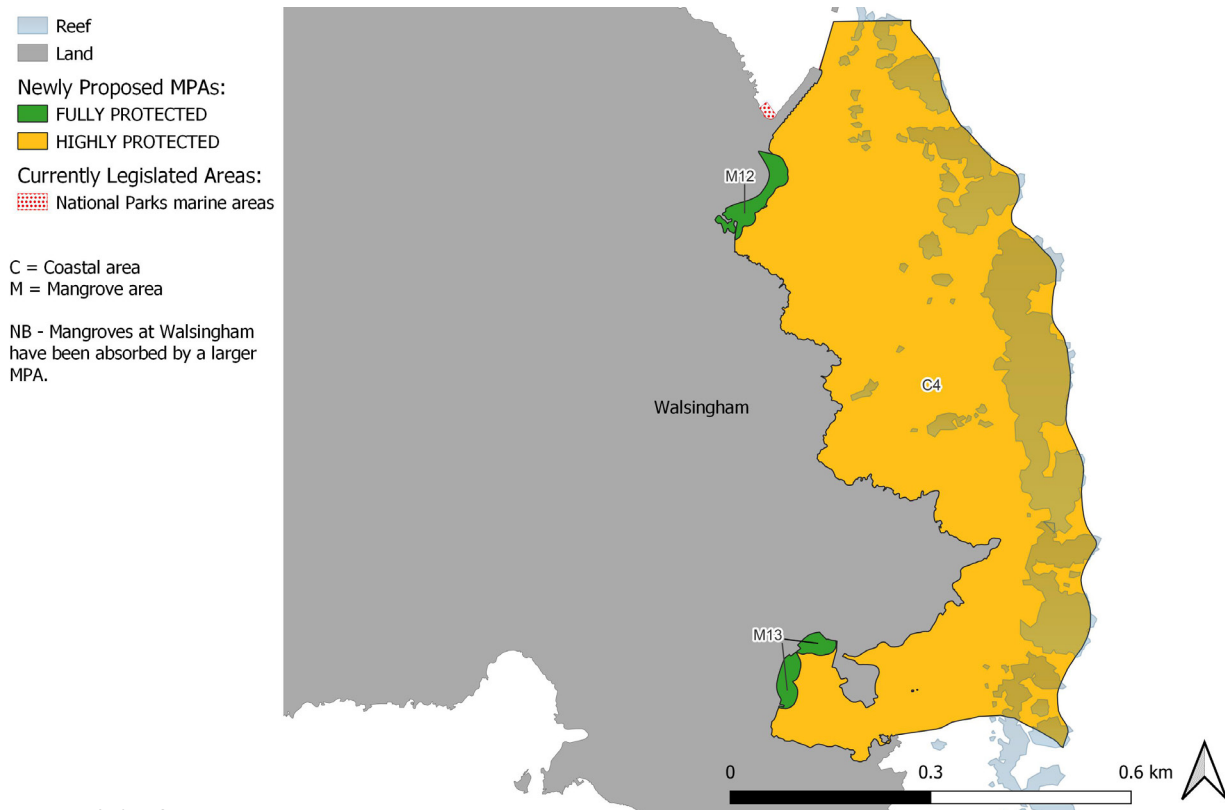 Reef
Land
Newly Proposed MPAs:
FULLY PROTECTED
HIGHLY PROTECTED
Currently Legislated Areas:
National Parks marine areas
C = Coastal area
M = Mangrove area
NB - Mangroves at Walsingham
have been absorbed by a larger
MPA.
M12
C4
Walsingham
M13
0
0.3
0.6 km